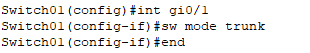 Switch01(config)#int gi0/1
Switch01(config-if)#sw mode trunk
Switch01(config-if)#end